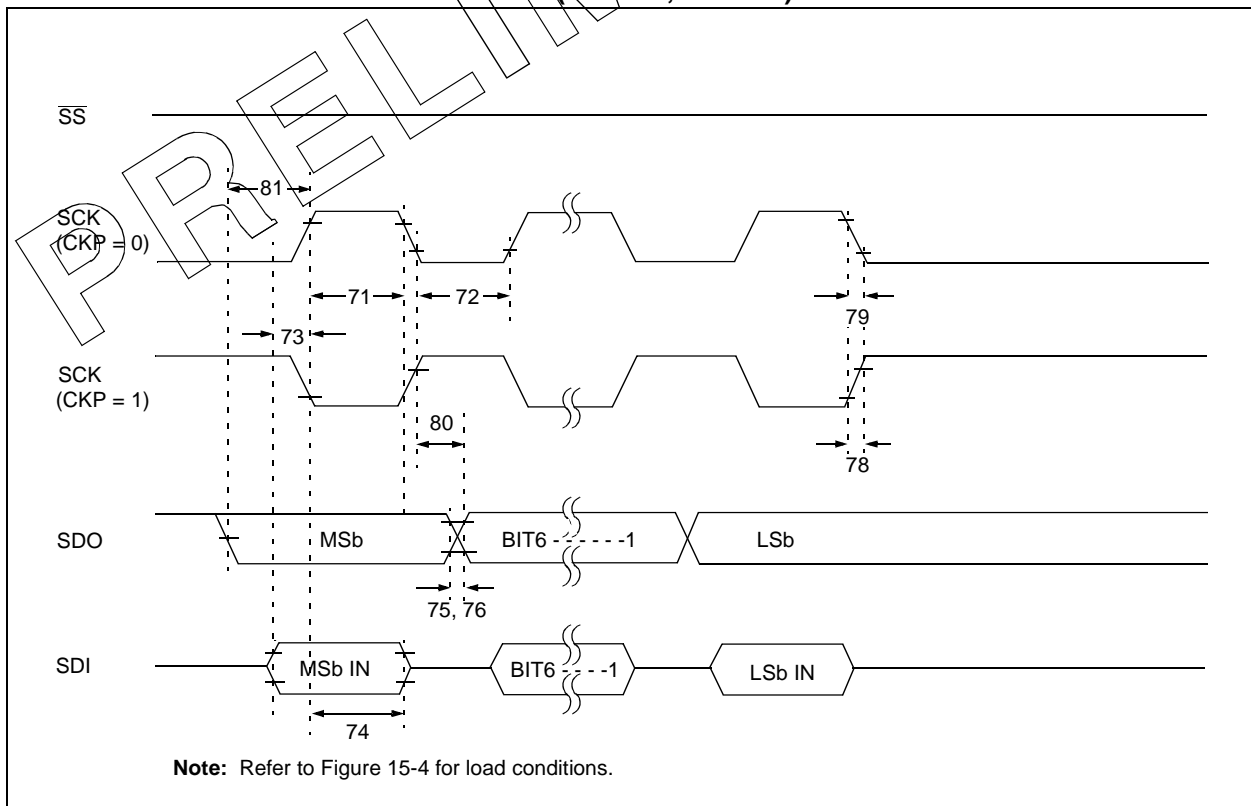 PRELIM
SS
81
SCK
(CKP = 0)
71
72
79
73
SCK
(CKP = 1)
80
78
SDO
MSb
BIT6 - - - - - - -1
LSb
75, 76
SDI
MSb IN
BIT6 - - - - -1
LSb IN
74
Note: Refer to Figure 15-4 for load conditions.